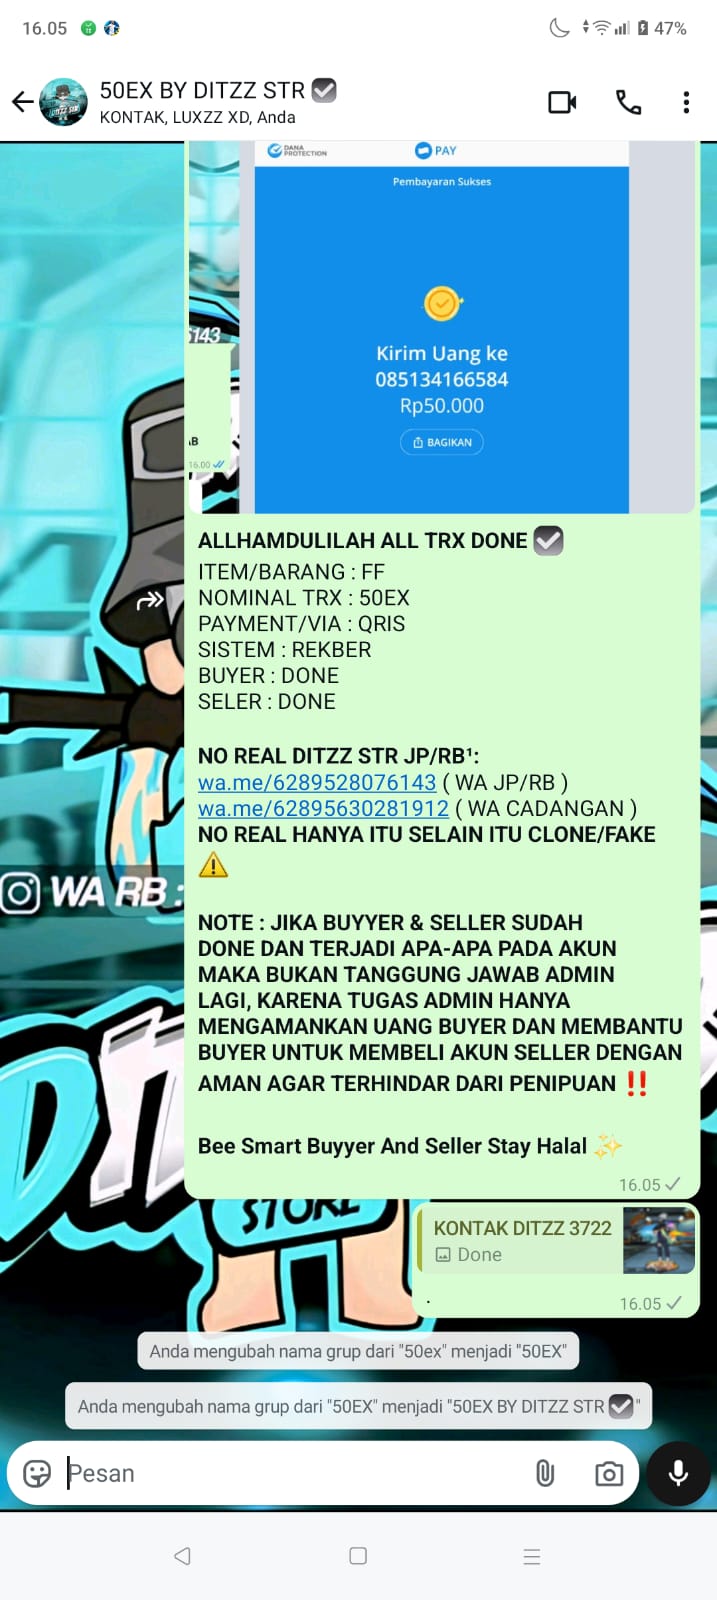 16.05
47%
50EX BY DITZZ STR ☑
KONTAK, LUXZZ XD, Anda
DANA PROTECTION
PAY
Pembayaran Sukses
5143
Kirim Uang ke
085134166584
Rp50.000
BAGIKAN
16.00
ALLHAMDULILAH ALL TRX DONE ☑
ITEM/BARANG : FF
NOMINAL TRX : 50EX
PAYMENT/VIA : QRIS
SISTEM : REKBER
BUYER : DONE
SELER : DONE
NO REAL DITZZ STR JP/RB¹:
wa.me/6289528076143 ( WA JP/RB )
wa.me/62895630281912 ( WA CADANGAN )
NO REAL HANYA ITU SELAIN ITU CLONE/FAKE
⚠️
WA RB :
NOTE : JIKA BUYYER & SELLER SUDAH
DONE DAN TERJADI APA-APA PADA AKUN
MAKA BUKAN TANGGUNG JAWAB ADMIN
LAGI, KARENA TUGAS ADMIN HANYA
MENGAMANKAN UANG BUYER DAN MEMBANTU
BUYER UNTUK MEMBELI AKUN SELLER DENGAN
AMAN AGAR TERHINDAR DARI PENIPUAN ‼️
Bee Smart Buyyer And Seller Stay Halal ✨
16.05
STORE
KONTAK DITZZ 3722
Done
.
16.05
Anda mengubah nama grup dari "50ex" menjadi "50EX"
Anda mengubah nama grup dari "50EX" menjadi "50EX BY DITZZ STR ☑"
Pesan